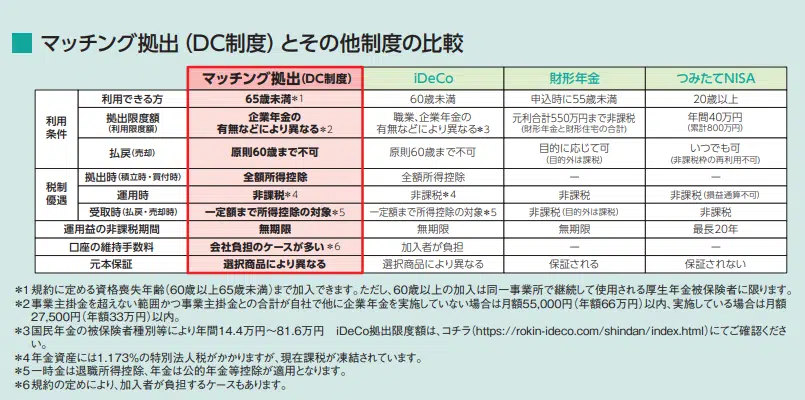 マッチング拠出(DC制度)とその他制度の比較
マッチング拠出(DC制度) iDeCo 財形年金 つみたてNISA
利用条件 利用できる方 65歳未満*1 60歳未満 申込時に55歳未満 20歳以上
拠出限度額(利用限度額) 企業年金の有無などにより異なる*2 職業、企業年金の有無などにより異なる*3 元利合計550万円まで非課税(財形年金と財形住宅の合計) 年間40万円(累計800万円)
払戻(売却) 原則60歳まで不可 原則60歳まで不可 目的に応じて可(目的外は課税) いつでも可(非課税枠の再利用不可)
税制優遇 拠出時(積立時・買付時) 全額所得控除 全額所得控除 ー ー
運用時 非課税*4 非課税*4 非課税 非課税(損益通算不可)
受取時(払戻・売却時) 一定額まで所得控除の対象*5 一定額まで所得控除の対象*5 非課税(目的外は課税) 非課税
運用益の非課税期間 無期限 無期限 無期限 最長20年
口座の維持手数料 会社負担のケースが多い*6 加入者が負担 ー ー
元本保証 選択商品により異なる 選択商品により異なる 保証される 保証されない
*1規約に定める資格喪失年齢(60歳以上65歳未満)まで加入できます。ただし、60歳以上の加入は同一事業所で継続して使用される厚生年金被保険者に限ります。
*2事業主掛金を超えない範囲かつ事業主掛金との合計が自社で他に企業年金を実施していない場合は月額55,000円(年額66万円)以内、実施している場合は月額
27,500円(年額33万円)以内。
*3国民年金の被保険者種別等により年間14.4万円〜81.6万円 iDeCo拠出限度額は、コチラ(https://rokin-ideco.com/shindan/index.html)にてご確認くださ
い。
*4年金資産には1.173%の特別法人税がかかりますが、現在課税が凍結されています。
*5一時金は退職所得控除、年金は公的年金等控除が適用となります。
*6規約の定めにより、加入者が負担するケースもあります。